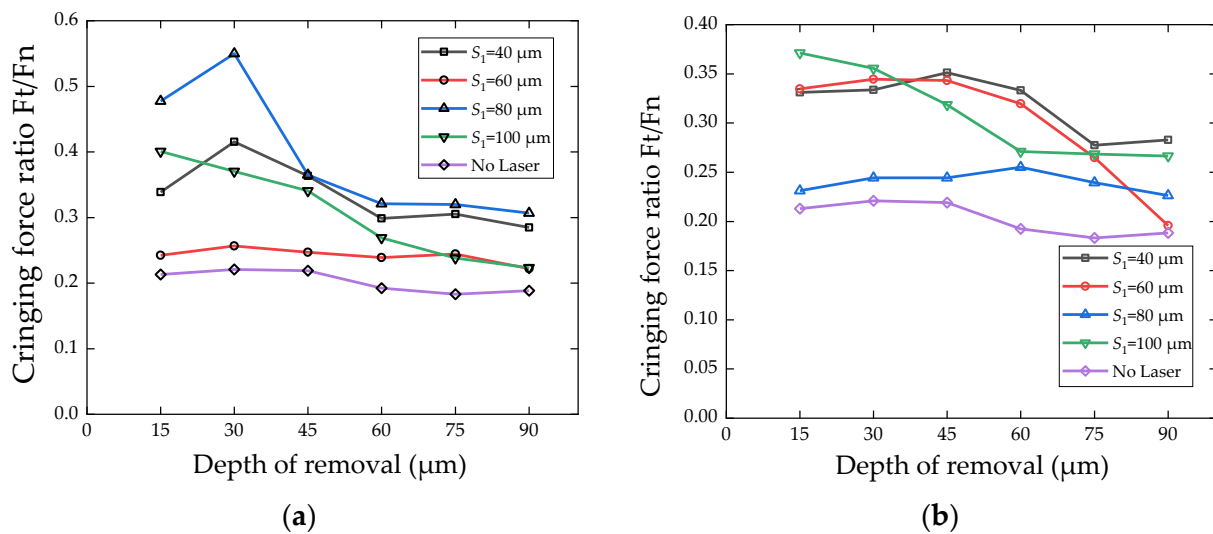 Cringing force ratio Ft/Fn
0.6
0.5
0.4
0.3
0.2
0.1
0.0
S₁=40 μm
S₁=60 μm
S₁=80 μm
S₁=100 μm
No Laser
0 15 30 45 60 75 90
Depth of removal (μm)
(a)
Cringing force ratio Ft/Fn
0.40
0.35
0.30
0.25
0.20
0.15
0.10
0.05
0.00
S₁=40 μm
S₁=60 μm
S₁=80 μm
S₁=100 μm
No Laser
0 15 30 45 60 75 90
Depth of removal (μm)
(b)